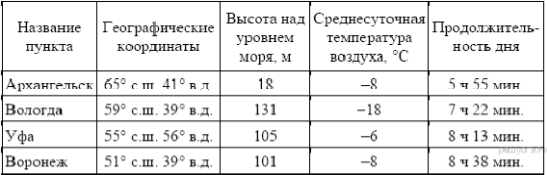 Название пункта | Географические координаты | Высота над уровнем моря, м | Среднесуточная температура воздуха, °C | Продолжитель-ность дня
Архангельск | 65° с.ш. 41° в.д. | 18 | –8 | 5 ч 55 мин.
Вологда | 59° с.ш. 39° в.д. | 131 | –18 | 7 ч 22 мин.
Уфа | 55° с.ш. 56° в.д. | 105 | –6 | 8 ч 13 мин.
Воронеж | 51° с.ш. 39° в.д. | 101 | –8 | 8 ч 38 мин.